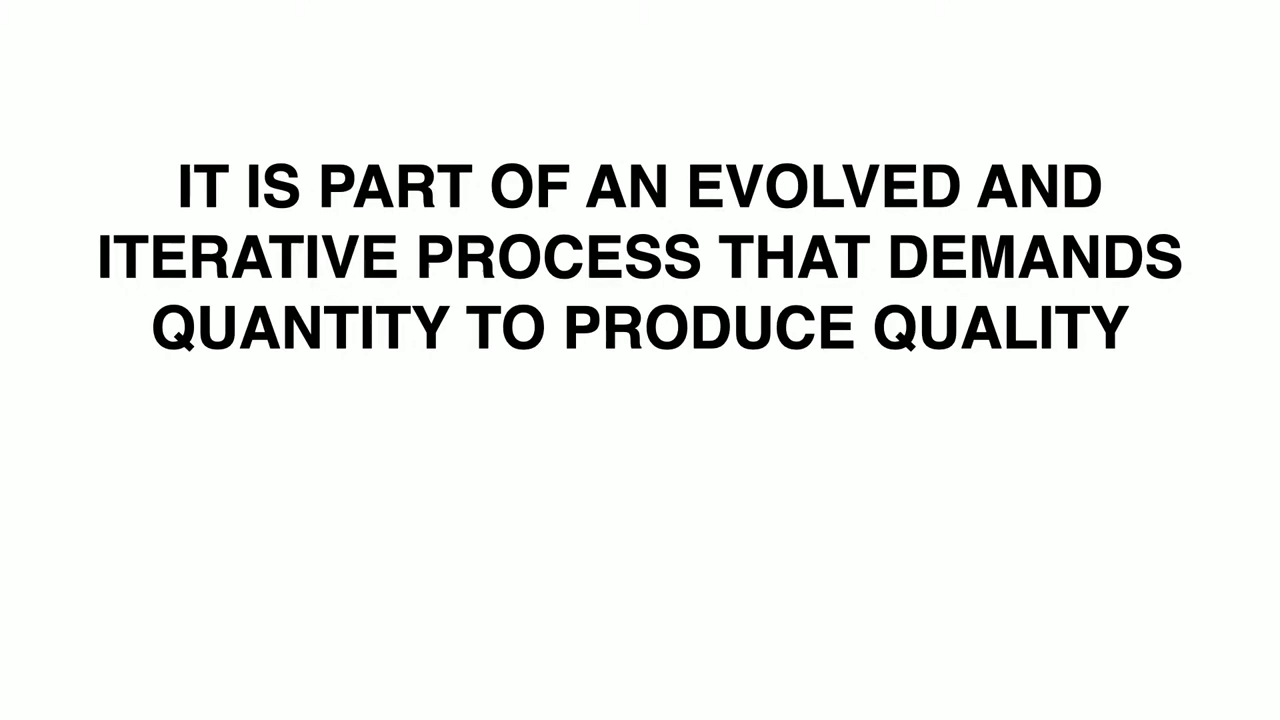 IT IS PART OF AN EVOLVED AND
ITERATIVE PROCESS THAT DEMANDS
QUANTITY TO PRODUCE QUALITY